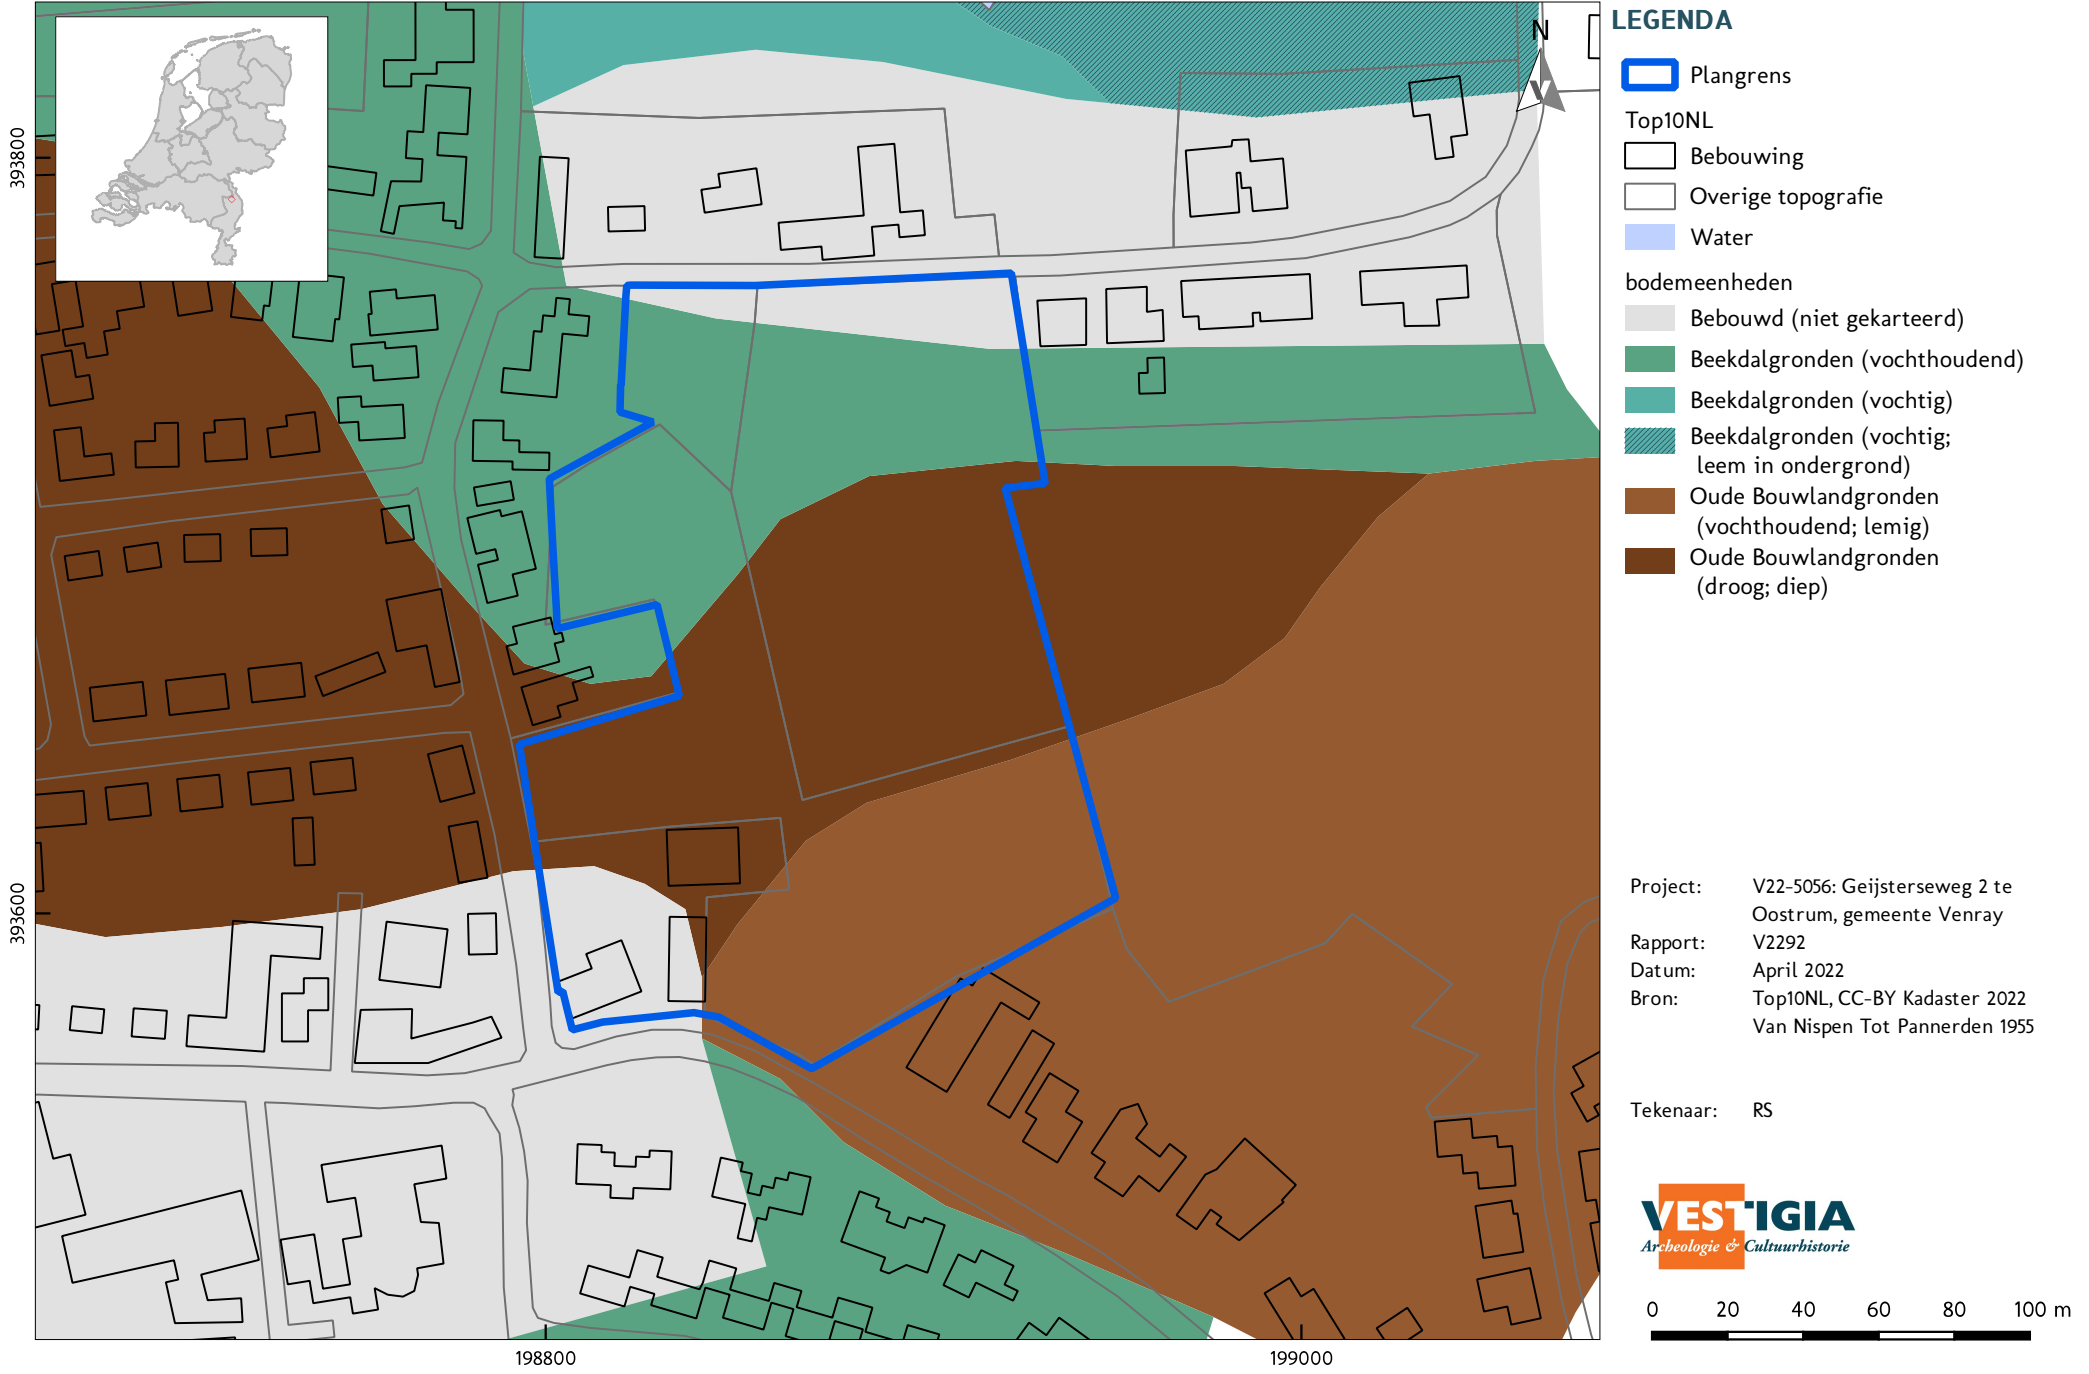 LEGENDA
N
Plangrens
Top10NL
Bebouwing
Overige topografie
Water
bodemeenheden
Bebouwd (niet gekarteerd)
Beekdalgronden (vochthoudend)
Beekdalgronden (vochtig)
Beekdalgronden (vochtig;
leem in ondergrond)
Oude Bouwlandgronden
(vochthoudend; lemig)
Oude Bouwlandgronden
(droog; diep)
393800
393600
198800
199000
Project: V22-5056: Geijsterseweg 2 te
Oostrum, gemeente Venray
Rapport: V2292
Datum: April 2022
Bron: Top10NL, CC-BY Kadaster 2022
Van Nispen Tot Pannerden 1955
Tekenaar: RS
VESTIGIA
Archeologie & Cultuurhistorie
0 20 40 60 80 100 m